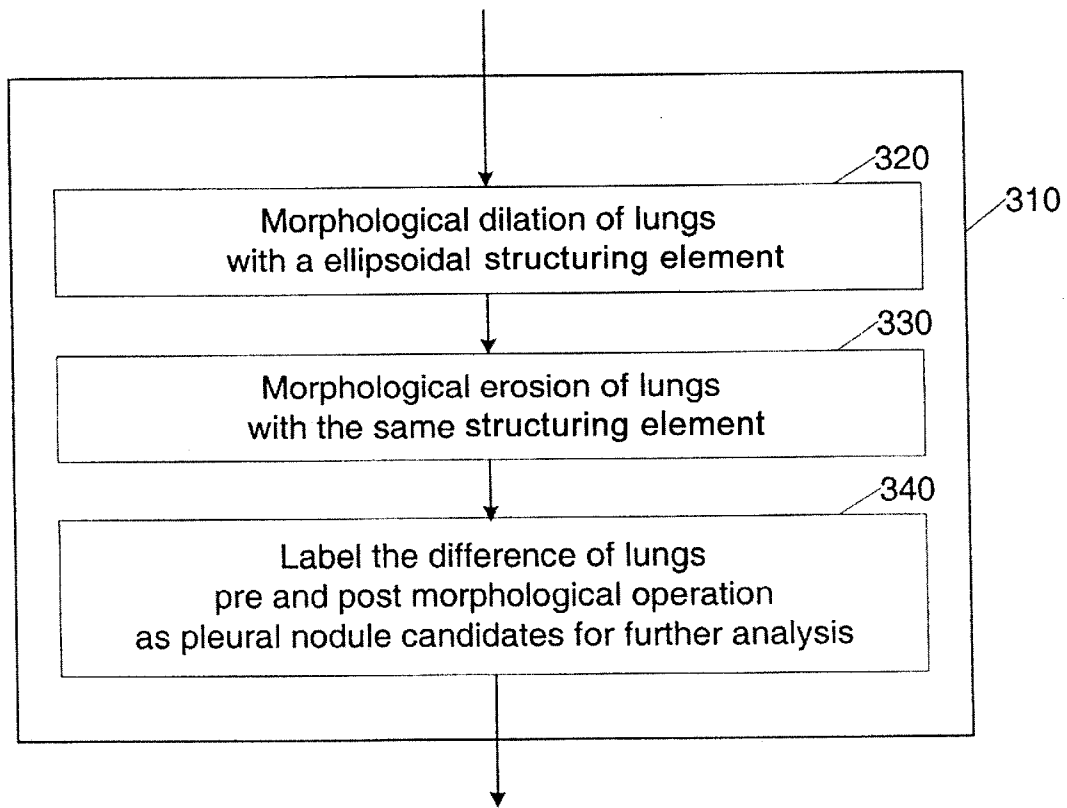 320
310
Morphological dilation of lungs
with a ellipsoidal structuring element
330
Morphological erosion of lungs
with the same structuring element
340
Label the difference of lungs
pre and post morphological operation
as pleural nodule candidates for further analysis